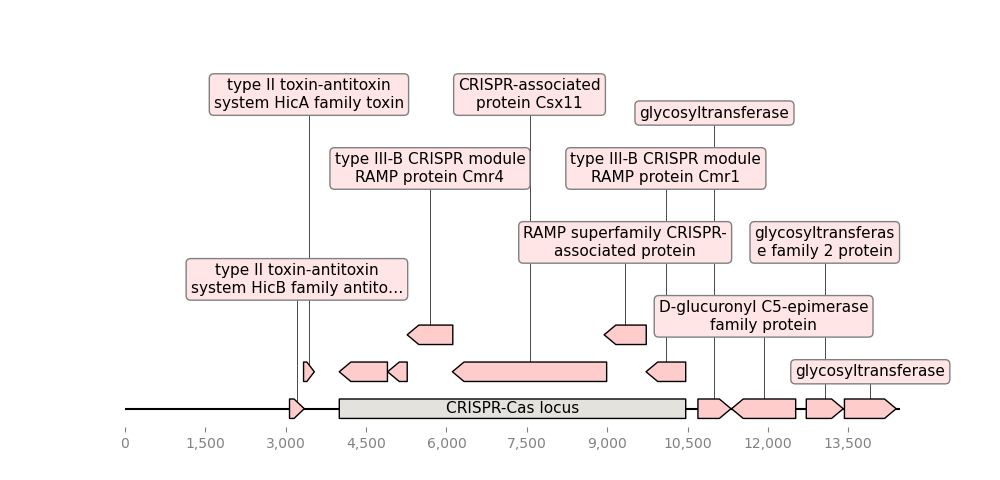 type II toxin-antitoxin
system HicA family toxin
CRISPR-associated
protein Csx11
glycosyltransferase
type III-B CRISPR module
RAMP protein Cmr4
type III-B CRISPR module
RAMP protein Cmr1
RAMP superfamily CRISPR-
associated protein
glycosyltransferas
e family 2 protein
type II toxin-antitoxin
system HicB family antito…
D-glucuronyl C5-epimerase
family protein
glycosyltransferase
CRISPR-Cas locus
0 1,500 3,000 4,500 6,000 7,500 9,000 10,500 12,000 13,500